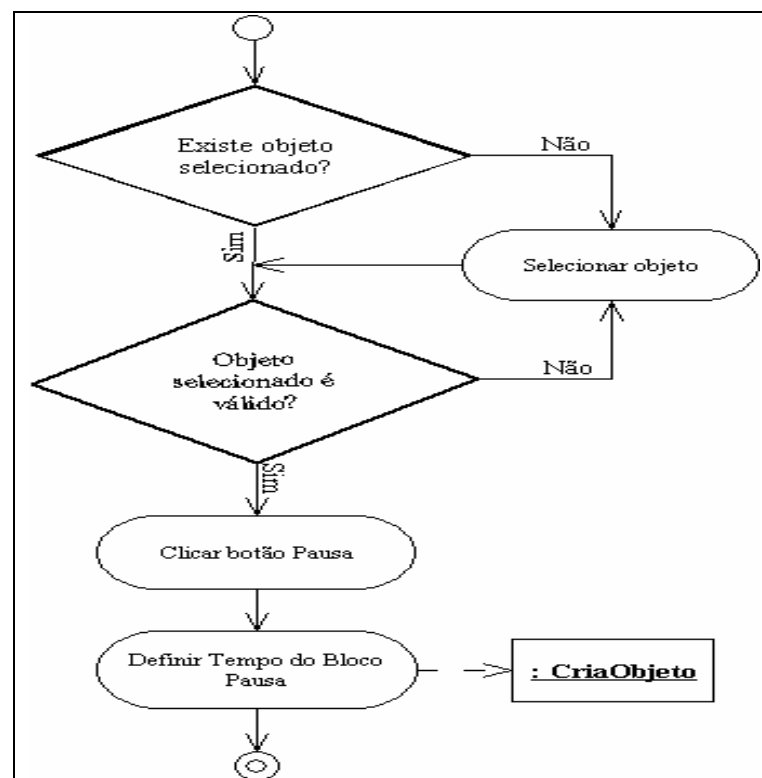 Existe objeto
selecionado?
Não
Sim
Selecionar objeto
Objeto
selecionado é
válido?
Não
Sim
Clicar botão Pausa
Definir Tempo do Bloco
Pausa
: CriaObjeto